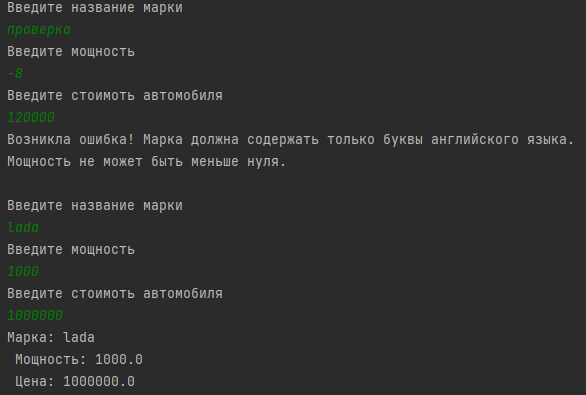 Введите название марки
проверка
Введите мощность
-8
Введите стоимоть автомобиля
120000
Возникла ошибка! Марка должна содержать только буквы английского языка.
Мощность не может быть меньше нуля.
Введите название марки
lada
Введите мощность
1000
Введите стоимоть автомобиля
1000000
Марка: lada
Мощность: 1000.0
Цена: 1000000.0